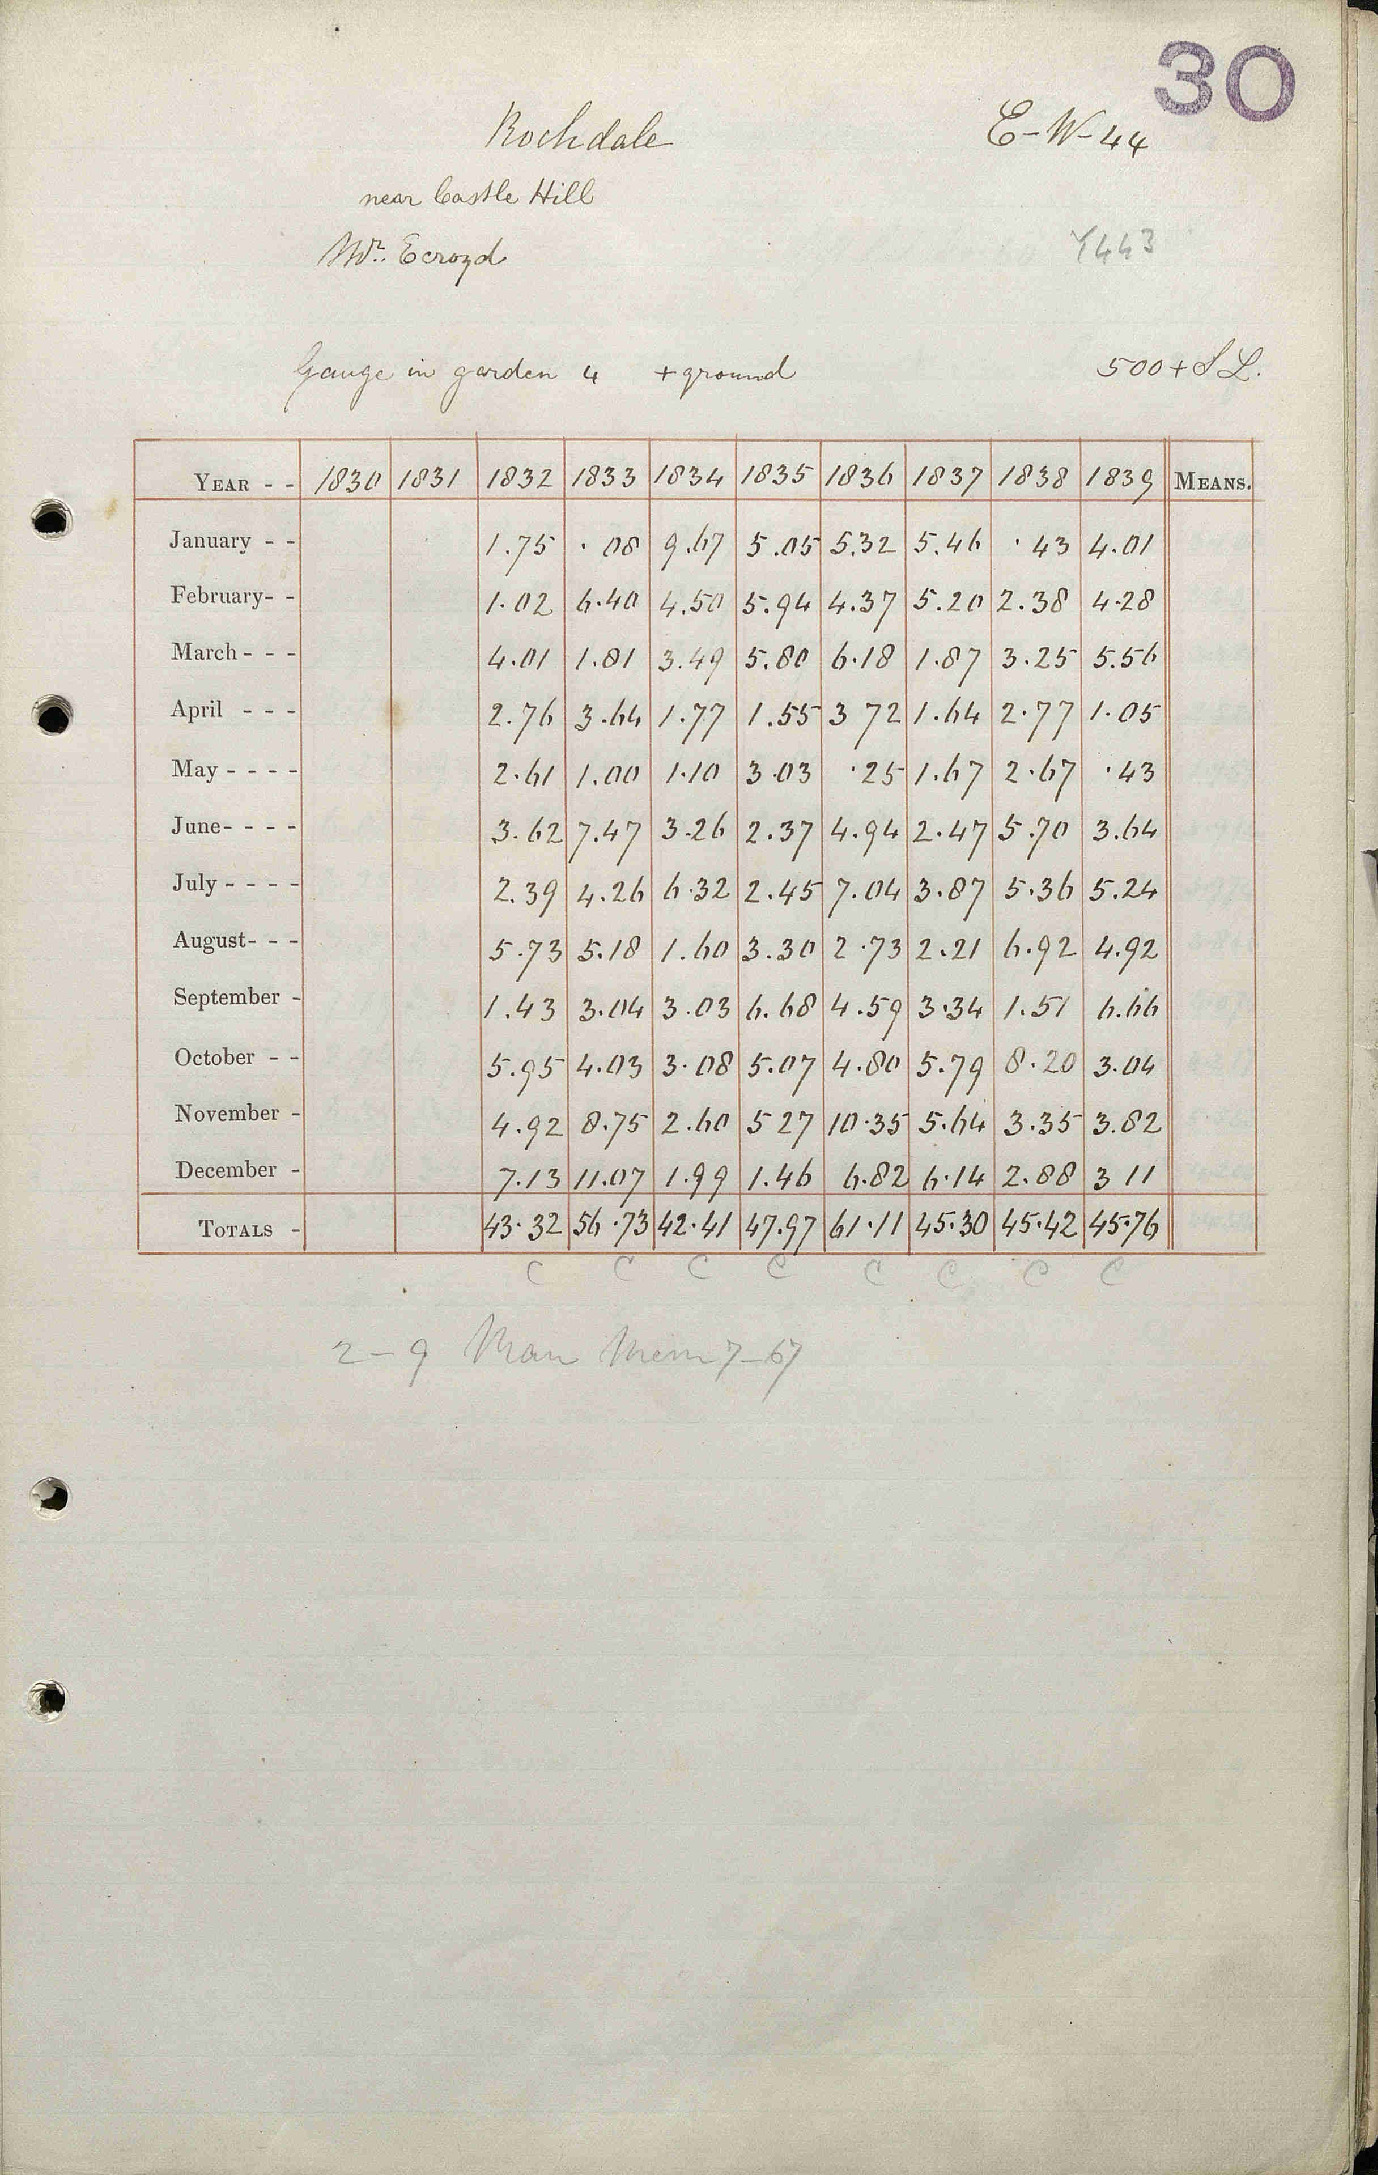 30
Rochdale E-W-44
near Castle Hill
Mr. Ecroyd Y443
Gauge in garden 4 + ground 500 + S L.
YEAR - - 1830 1831 1832 1833 1834 1835 1836 1837 1838 1839 MEANS.
January - - 1.75 .08 9.67 5.05 5.32 5.46 .43 4.01
February- - 1.02 6.40 4.50 5.94 4.37 5.20 2.38 4.28
March - - - 4.01 1.81 3.49 5.80 6.18 1.87 3.25 5.56
April - - - 2.76 3.64 1.77 1.55 3 72 1.64 2.77 1.05
May - - - - 2.61 1.00 1.10 3.03 .25 1.67 2.67 .43
June- - - - 3.62 7.47 3.26 2.37 4.94 2.47 5.70 3.64
July - - - - 2.39 4.26 6.32 2.45 7.04 3.87 5.36 5.24
August- - - 5.73 5.18 1.60 3.30 2.73 2.21 6.92 4.92
September - 1.43 3.04 3.03 6.68 4.59 3.34 1.51 6.66
October - - 5.95 4.03 3.08 5.07 4.80 5.79 8.20 3.04
November - 4.92 8.75 2.60 5 27 10.35 5.64 3.35 3.82
December - 7.13 11.07 1.99 1.46 6.82 6.14 2.88 3 11
TOTALS - 43.32 56.73 42.41 47.97 61.11 45.30 45.42 45.76
C C C C C C C C
2-9 Man Mem 7-67